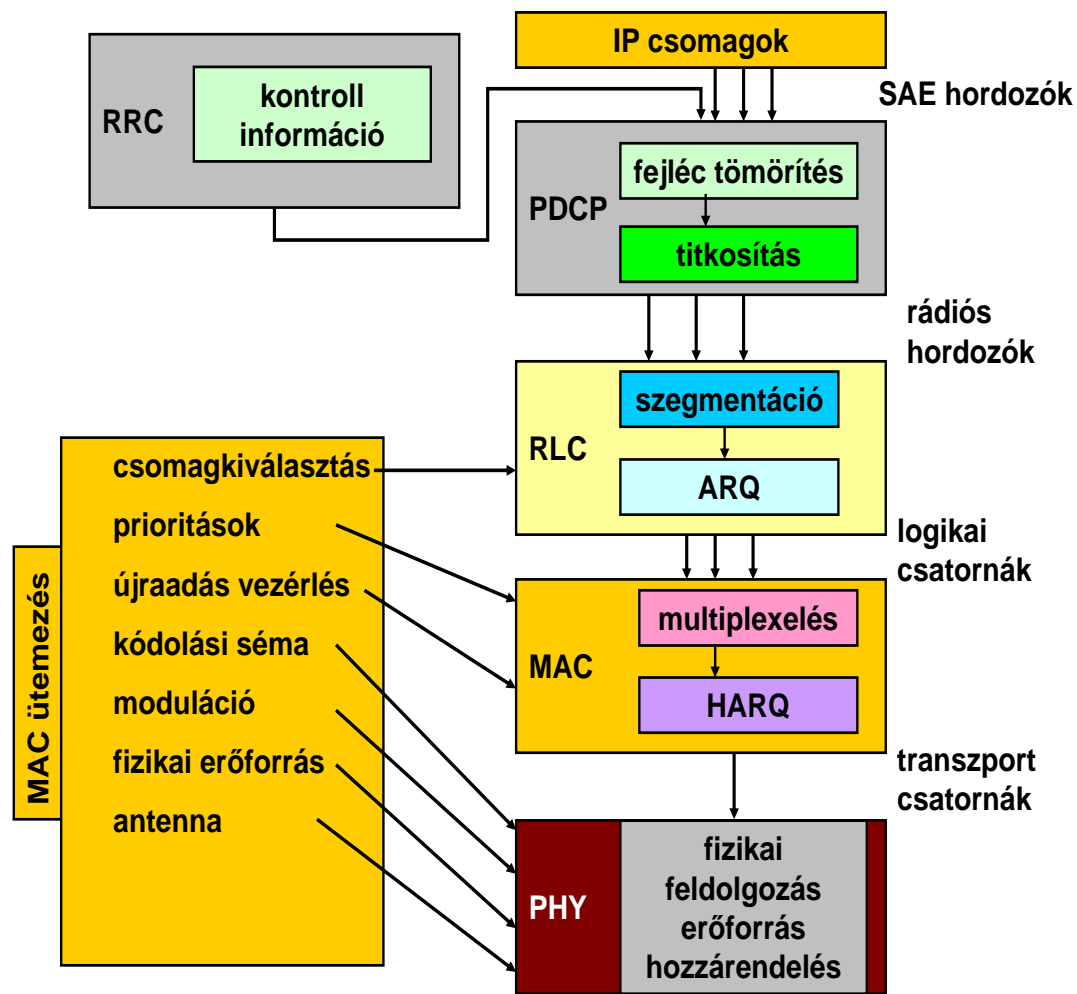 IP csomagok
SAE hordozók
RRC
kontroll
információ
PDCP
fejléc tömörítés
titkosítás
rádiós
hordozók
RLC
szegmentáció
ARQ
logikai
csatornák
MAC ütemezés
csomagkiválasztás
prioritások
újraadás vezérlés
kódolási séma
moduláció
fizikai erőforrás
antenna
MAC
multiplexelés
HARQ
transzport
csatornák
PHY
fizikai
feldolgozás
erőforrás
hozzárendelés